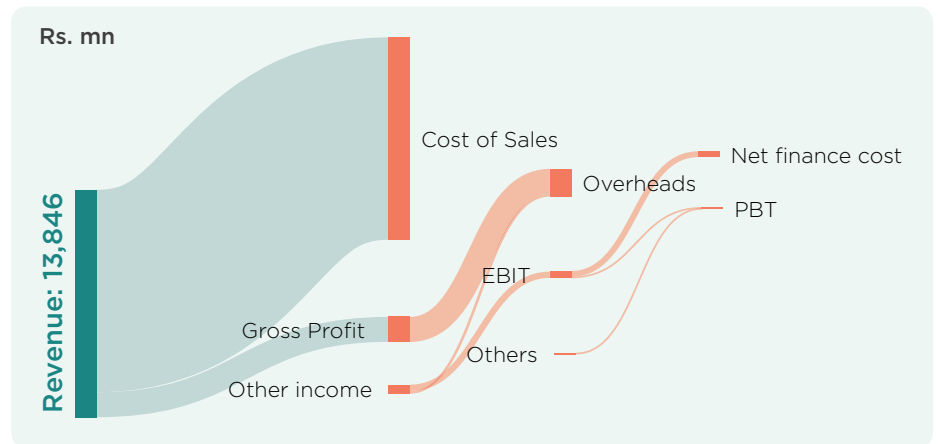 Rs. mn
Revenue: 13,846
Cost of Sales
Gross Profit
Other income
Overheads
EBIT
Others
Net finance cost
PBT